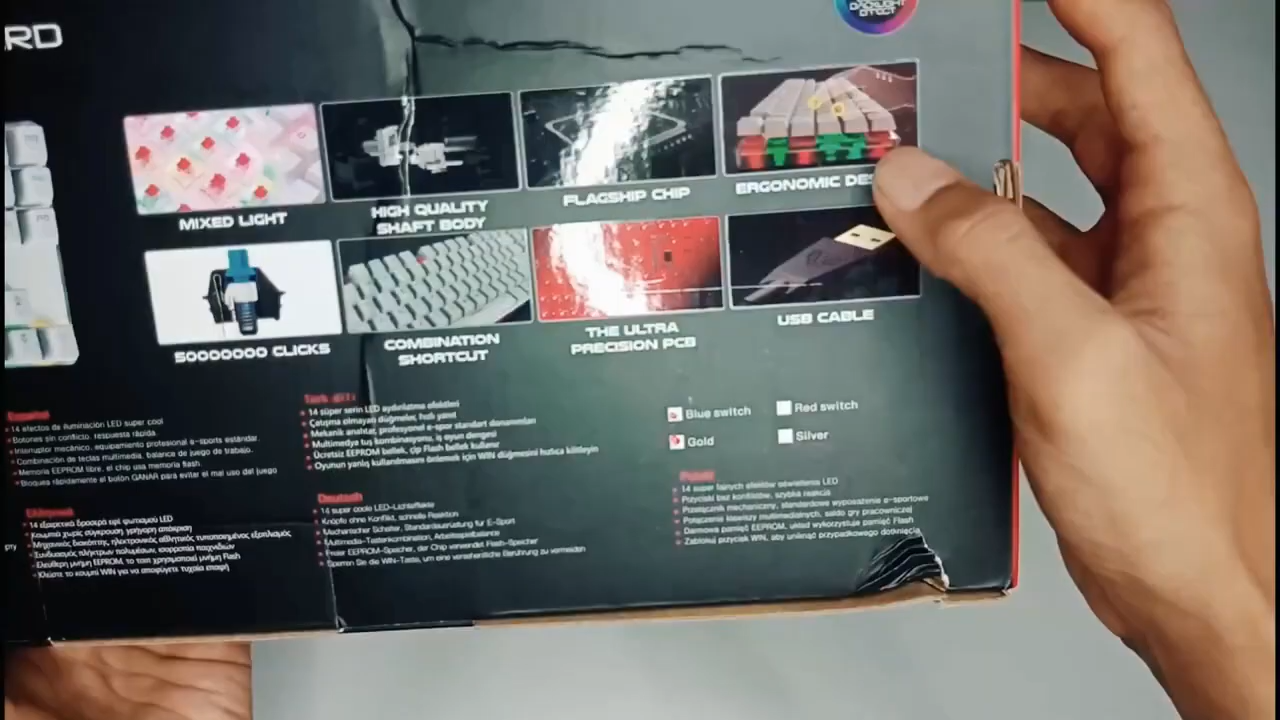 RD
BACKLIGHT
EFFECT
MIXED LIGHT
HIGH QUALITY
SHAFT BODY
FLAGSHIP CHIP
ERGONOMIC DES
50000000 CLICKS
COMBINATION
SHORTCUT
THE ULTRA
PRECISION PCB
USB CABLE
Blue switch
Red switch
Gold
Silver
Español
14 efectos de iluminación LED super cool
Botones sin conflicto, respuesta rápida.
Interruptor mecánico, equipamiento profesional e-sports estándar.
Combinación de teclas multimedia, balance de juego de trabajo.
Memoria EEPROM libre, el chip usa memoria flash.
Bloquea rápidamente el botón GANAR para evitar el mal uso del juego
14 süper serin LED aydınlatma efektleri
Çatışma olmayan düğmeler, hızlı yanıt
Mekanik anahtar, profesyonel e-spor standart donanımları
Multimedya tuş kombinasyonu, iş oyun dengesi
Ücretsiz EEPROM bellek, çip Flash bellek kullanır
Oyunun yanlış kullanılmasını önlemek için WIN düğmesini hızlıca kilitleyin
Ελληνικά
14 εξαιρετικά δροσερά εφέ φωτισμού LED
Κουμπιά χωρίς σύγκρουση, γρήγορη απόκριση
Μηχανικός διακόπτης, ηλεκτρονικός αθλητικός τυποποιημένος εξοπλισμός
Συνδυασμός πλήκτρων πολυμέσων, ισορροπία παιχνιδιών
Ελεύθερη μνήμη EEPROM, το τσιπ χρησιμοποιεί μνήμη Flash
Κλείστε το κουμπί WIN για να αποφύγετε τυχαία επαφή
Deutsch
14 super coole LED-Lichteffekte
Knöpfe ohne Konflikt, schnelle Reaktion
Mechanischer Schalter, Standardausrüstung für E-Sport
Multimedia-Tastenkombination, Arbeitsspielbalance
Freier EEPROM-Speicher, der Chip verwendet Flash-Speicher
Sperren Sie die WIN-Taste, um eine versehentliche Berührung zu vermeiden
Polski
14 super fajnych efektów oświetlenia LED
Przyciski bez konfliktów, szybka reakcja
Przełącznik mechaniczny, standardowe wyposażenie e-sportowe
Połączenie klawiszy multimedialnych, saldo gry pracowniczej
Darmowa pamięć EEPROM, układ wykorzystuje pamięć Flash
Zablokuj przycisk WIN, aby uniknąć przypadkowego dotknięcia